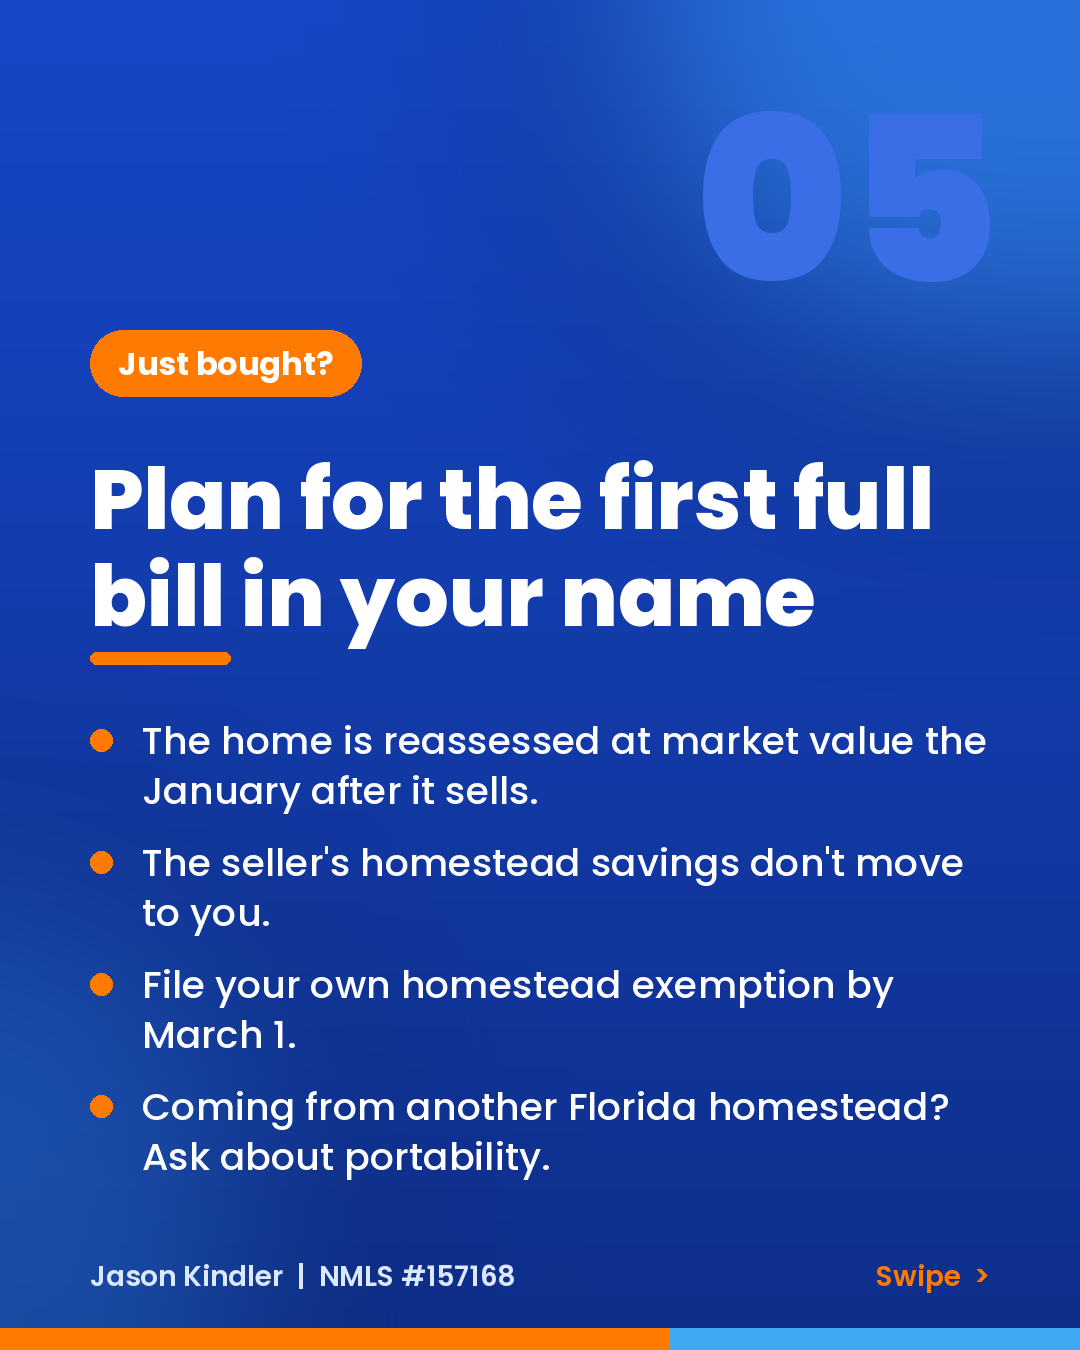 05
Just bought?
Plan for the first full
bill in your name
The home is reassessed at market value the
January after it sells.
The seller's homestead savings don't move
to you.
File your own homestead exemption by
March 1.
Coming from another Florida homestead?
Ask about portability.
Jason Kindler | NMLS #157168
Swipe >